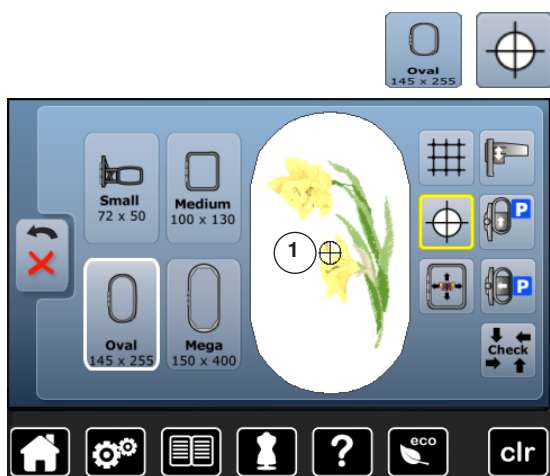 Oval
145 x 255
Small
72 x 50
Medium
100 x 130
P
1
P
Oval
145 x 255
Mega
150 x 400
Check
?
eco
clr